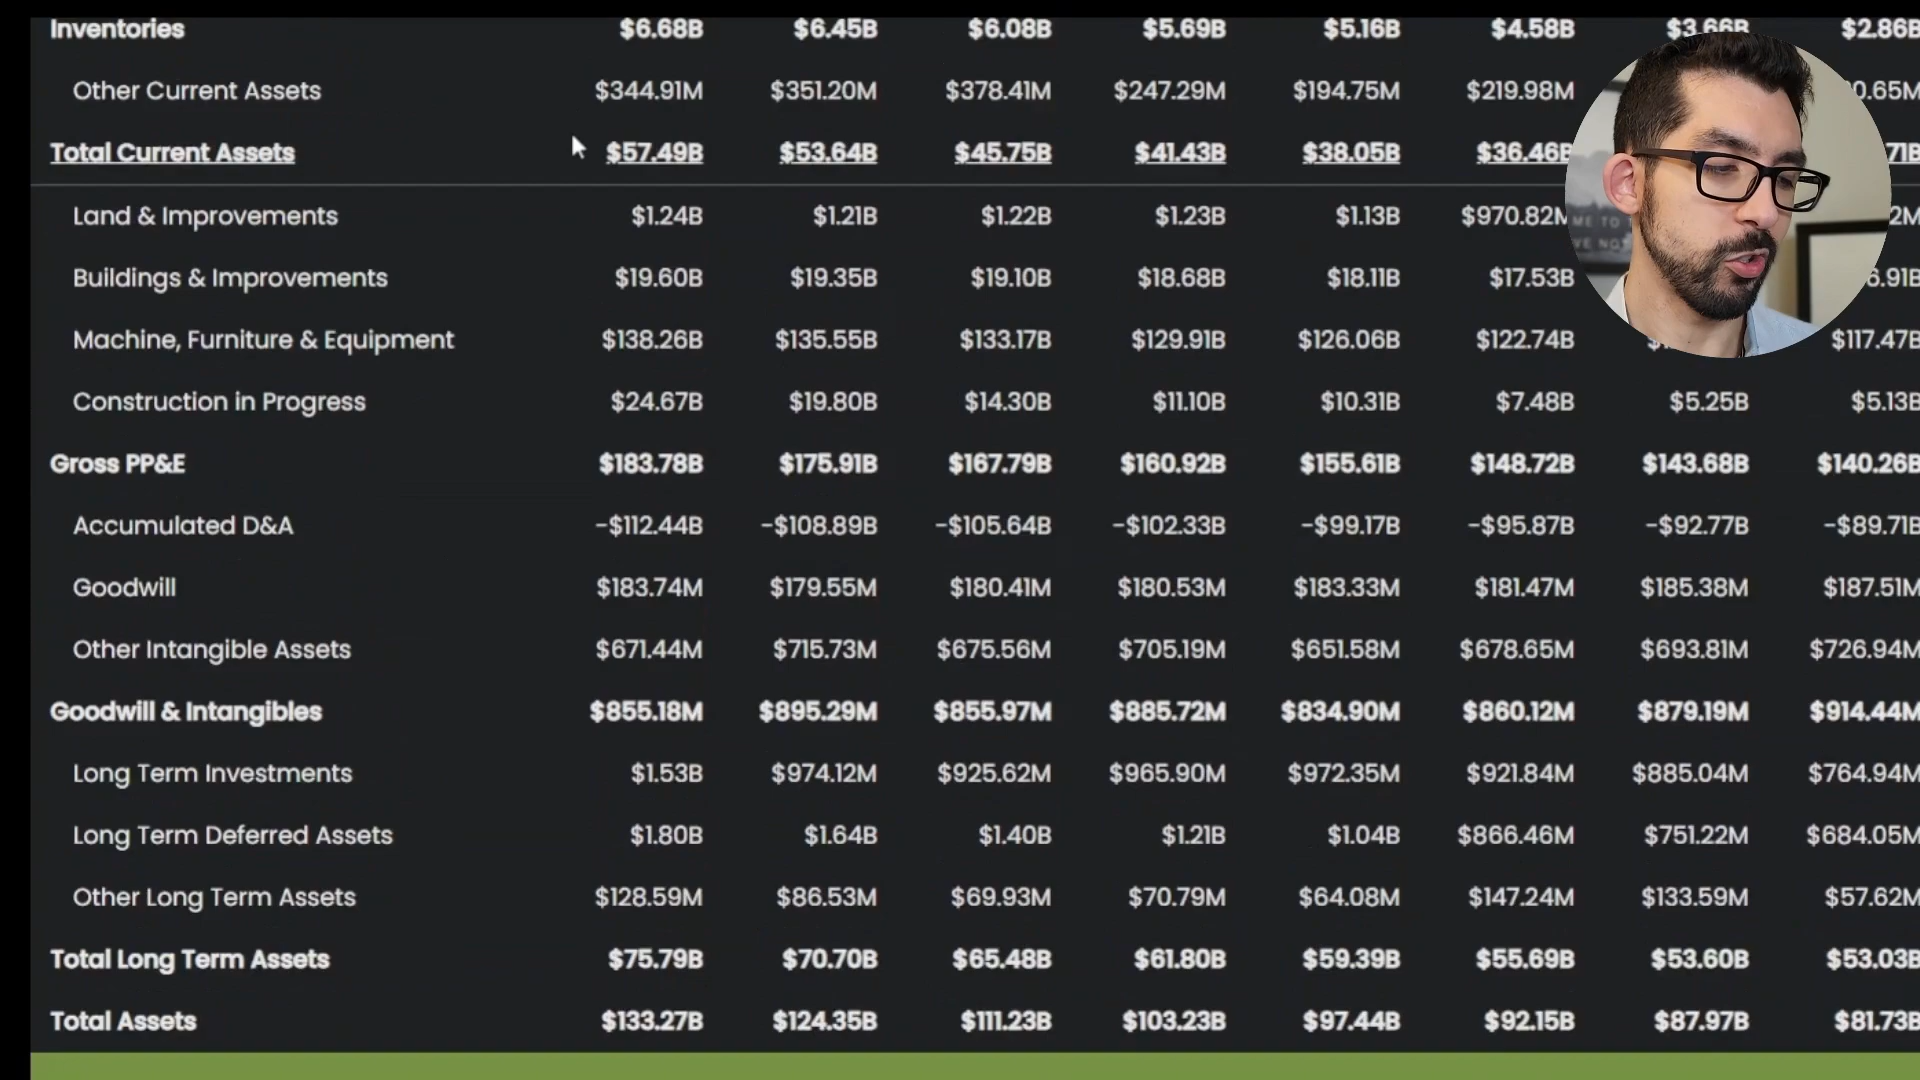 Inventories $6.68B $6.45B $6.08B $5.69B $5.16B $4.58B $3.66B $2.86B
Other Current Assets $344.91M $351.20M $378.41M $247.29M $194.75M $219.98M 0.65M
Total Current Assets $57.49B $53.64B $45.75B $41.43B $38.05B $36.46B 71B
Land & Improvements $1.24B $1.21B $1.22B $1.23B $1.13B $970.82M 2M
Buildings & Improvements $19.60B $19.35B $19.10B $18.68B $18.11B $17.53B 6.91B
Machine, Furniture & Equipment $138.26B $135.55B $133.17B $129.91B $126.06B $122.74B $117.47B
Construction in Progress $24.67B $19.80B $14.30B $11.10B $10.31B $7.48B $5.25B $5.13B
Gross PP&E $183.78B $175.91B $167.79B $160.92B $155.61B $148.72B $143.68B $140.26B
Accumulated D&A -$112.44B -$108.89B -$105.64B -$102.33B -$99.17B -$95.87B -$92.77B -$89.71B
Goodwill $183.74M $179.55M $180.41M $180.53M $183.33M $181.47M $185.38M $187.51M
Other Intangible Assets $671.44M $715.73M $675.56M $705.19M $651.58M $678.65M $693.81M $726.94M
Goodwill & Intangibles $855.18M $895.29M $855.97M $885.72M $834.90M $860.12M $879.19M $914.44M
Long Term Investments $1.53B $974.12M $925.62M $965.90M $972.35M $921.84M $885.04M $764.94M
Long Term Deferred Assets $1.80B $1.64B $1.40B $1.21B $1.04B $866.46M $751.22M $684.05M
Other Long Term Assets $128.59M $86.53M $69.93M $70.79M $64.08M $147.24M $133.59M $57.62M
Total Long Term Assets $75.79B $70.70B $65.48B $61.80B $59.39B $55.69B $53.60B $53.03B
Total Assets $133.27B $124.35B $111.23B $103.23B $97.44B $92.15B $87.97B $81.73B